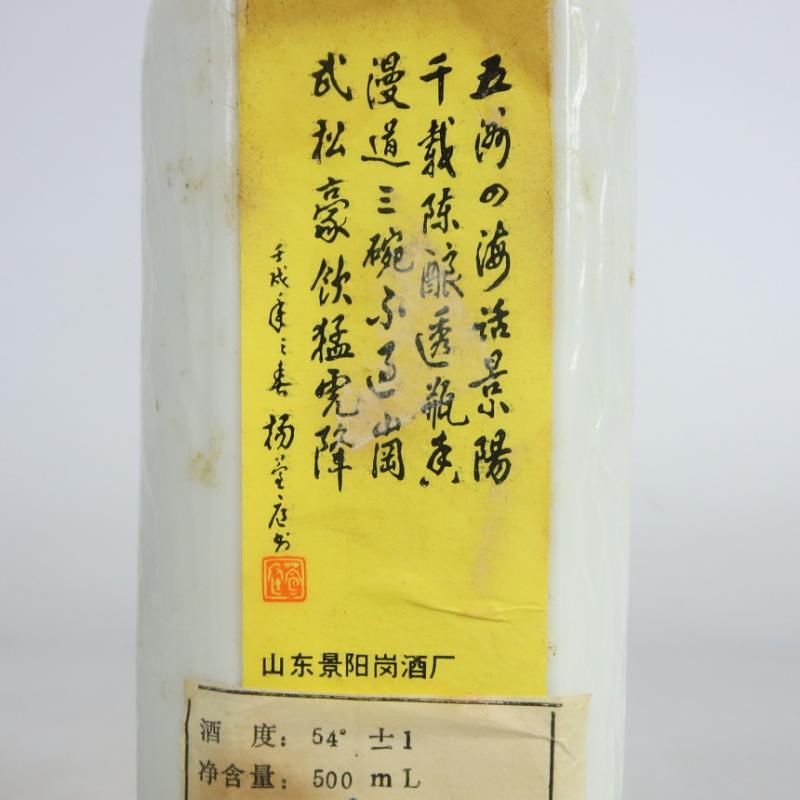 五洲四海话景陽
千载陈酿透瓶香
漫道三碗不过崗
武松豪饮猛虎降
壬戌年之春 杨萱庭书
山东景阳岗酒厂
酒 度: 54° ±1
净含量: 500 mL